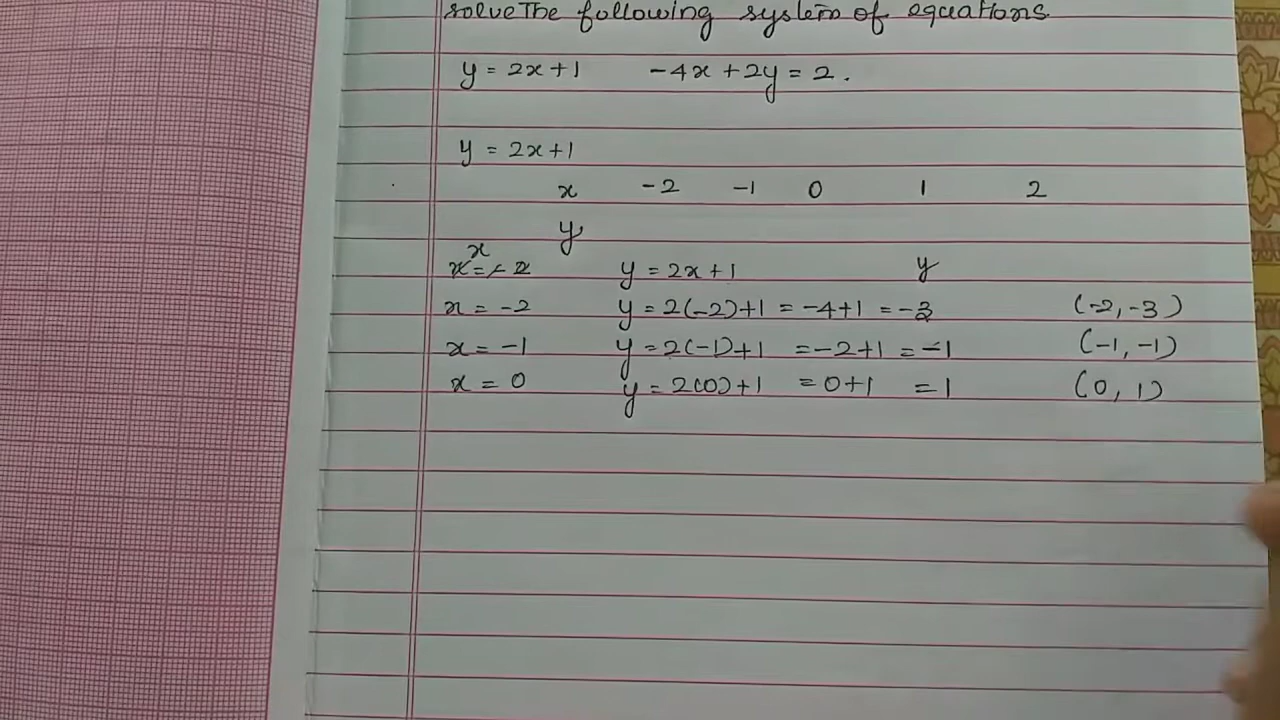 solve The following system of equations
y = 2x+1 -4x+2y=2.
y = 2x+1
x -2 -1 0 1 2
y
x
x=-2 y = 2x+1 y
x = -2 y = 2(-2)+1 = -4+1 = -3 (-2,-3)
x = -1 y = 2(-1)+1 = -2+1 = -1 (-1,-1)
x = 0 y = 2(0)+1 = 0+1 = 1 (0, 1)